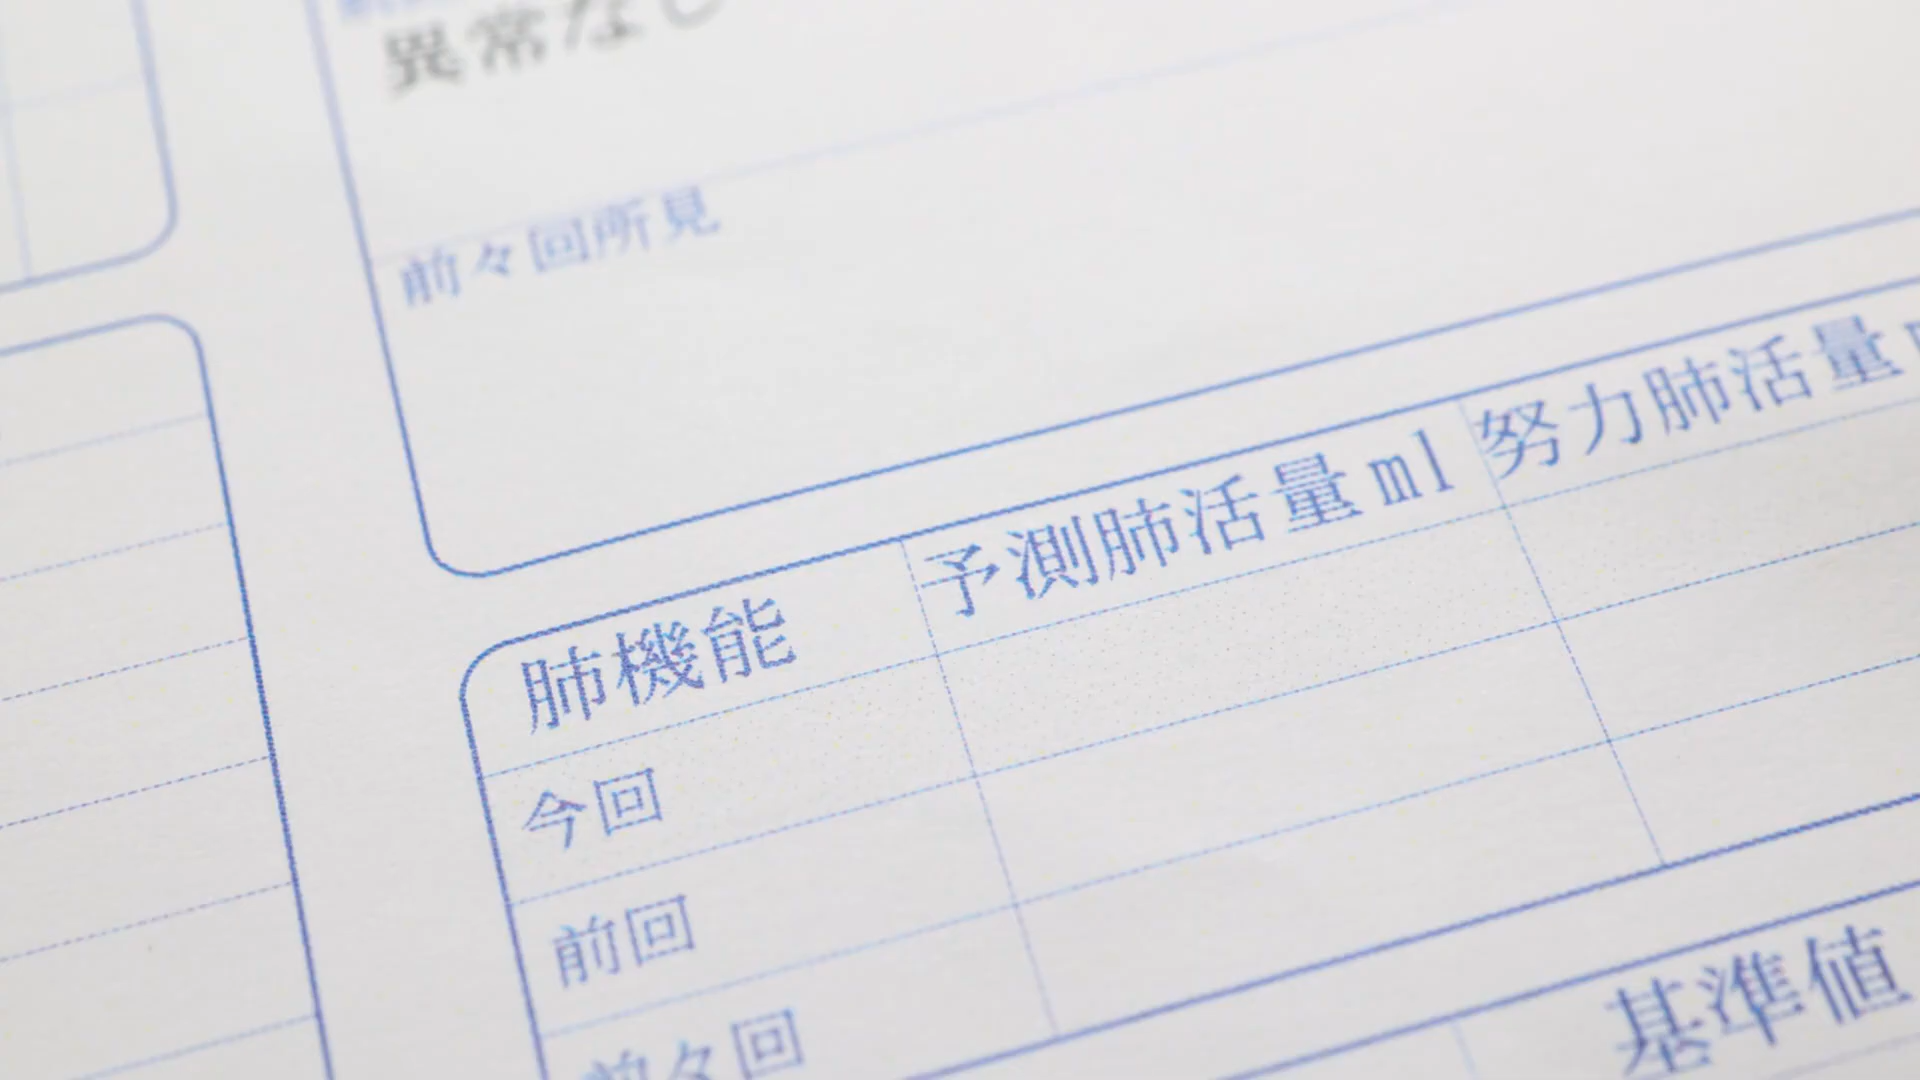 異常なし
前々回所見
肺機能 予測肺活量ml 努力肺活量
今回
前回
前々回
基準値